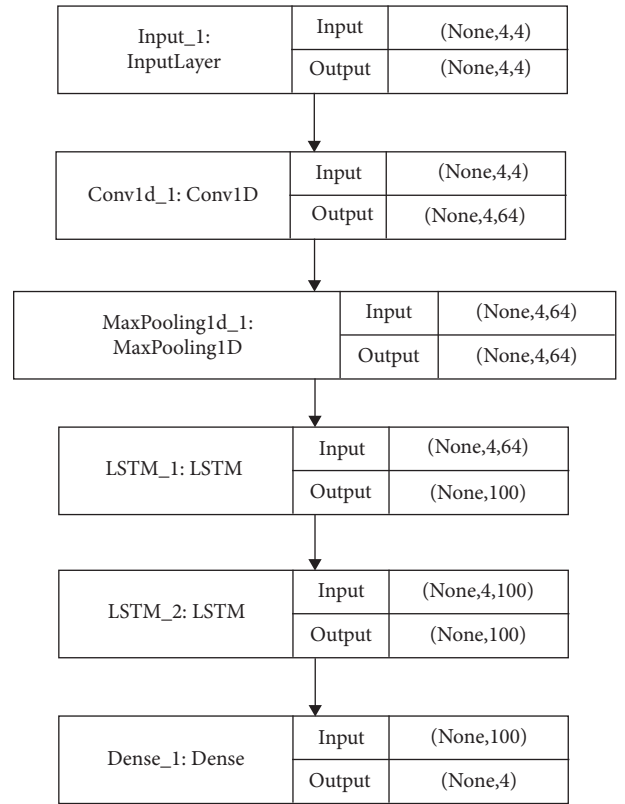 Input_1:
InputLayer
Input
(None,4,4)
Output
(None,4,4)
Conv1d_1: Conv1D
Input
(None,4,4)
Output
(None,4,64)
MaxPooling1d_1:
MaxPooling1D
Input
(None,4,64)
Output
(None,4,64)
LSTM_1: LSTM
Input
(None,4,64)
Output
(None,100)
LSTM_2: LSTM
Input
(None,4,100)
Output
(None,100)
Dense_1: Dense
Input
(None,100)
Output
(None,4)